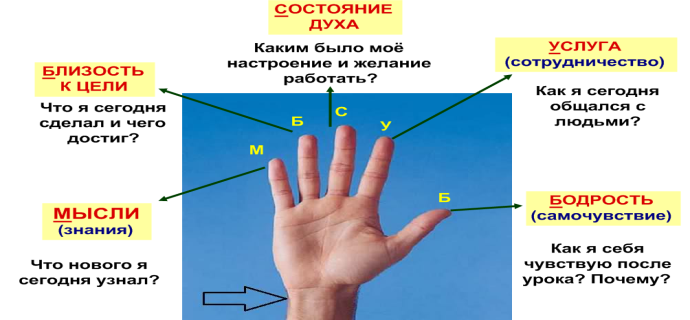 СОСТОЯНИЕ
ДУХА
Каким было моё
настроение и желание
работать?
БЛИЗОСТЬ
К ЦЕЛИ
Что я сегодня
сделал и чего
достиг?
УСЛУГА
(сотрудничество)
Как я сегодня
общался с
людьми?
М
Б
С
У
Б
МЫСЛИ
(знания)
Что нового я
сегодня узнал?
БОДРОСТЬ
(самочувствие)
Как я себя
чувствую после
урока? Почему?